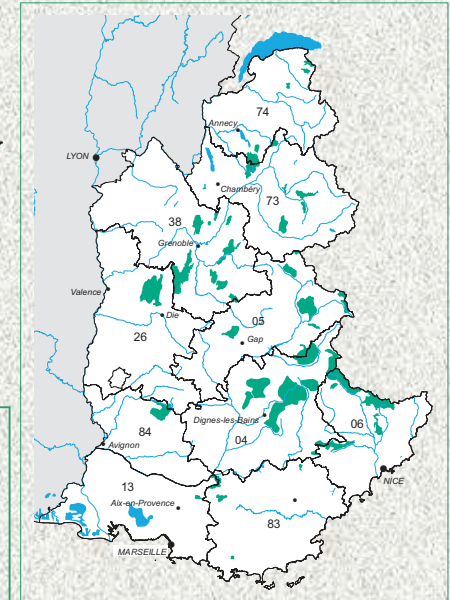 74
Annecy
LYON
Chambéry
73
38
Grenoble
Valence
Die
05
26
Gap
Dignes-les-Bains
06
84
04
Avignon
NICE
13
Aix-en-Provence
83
MARSEILLE